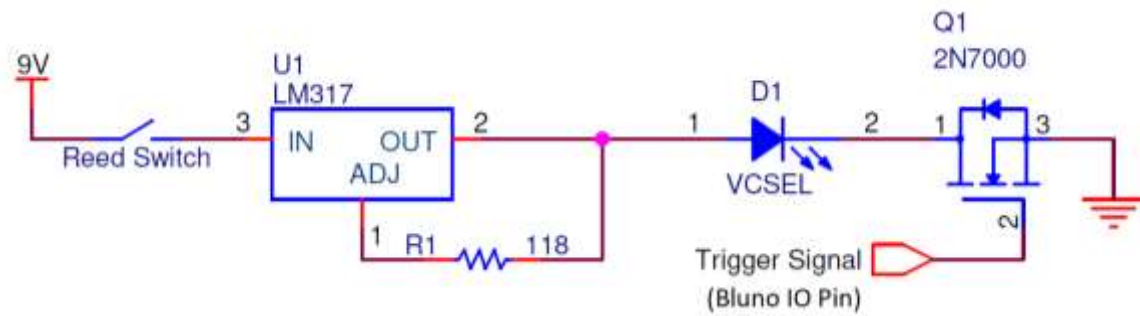 Q1
2N7000
9V
U1
LM317
D1
3
IN
OUT
2
1
2
1
3
Reed Switch
ADJ
VCSEL
1
R1
118
2
Trigger Signal
(Bluno IO Pin)